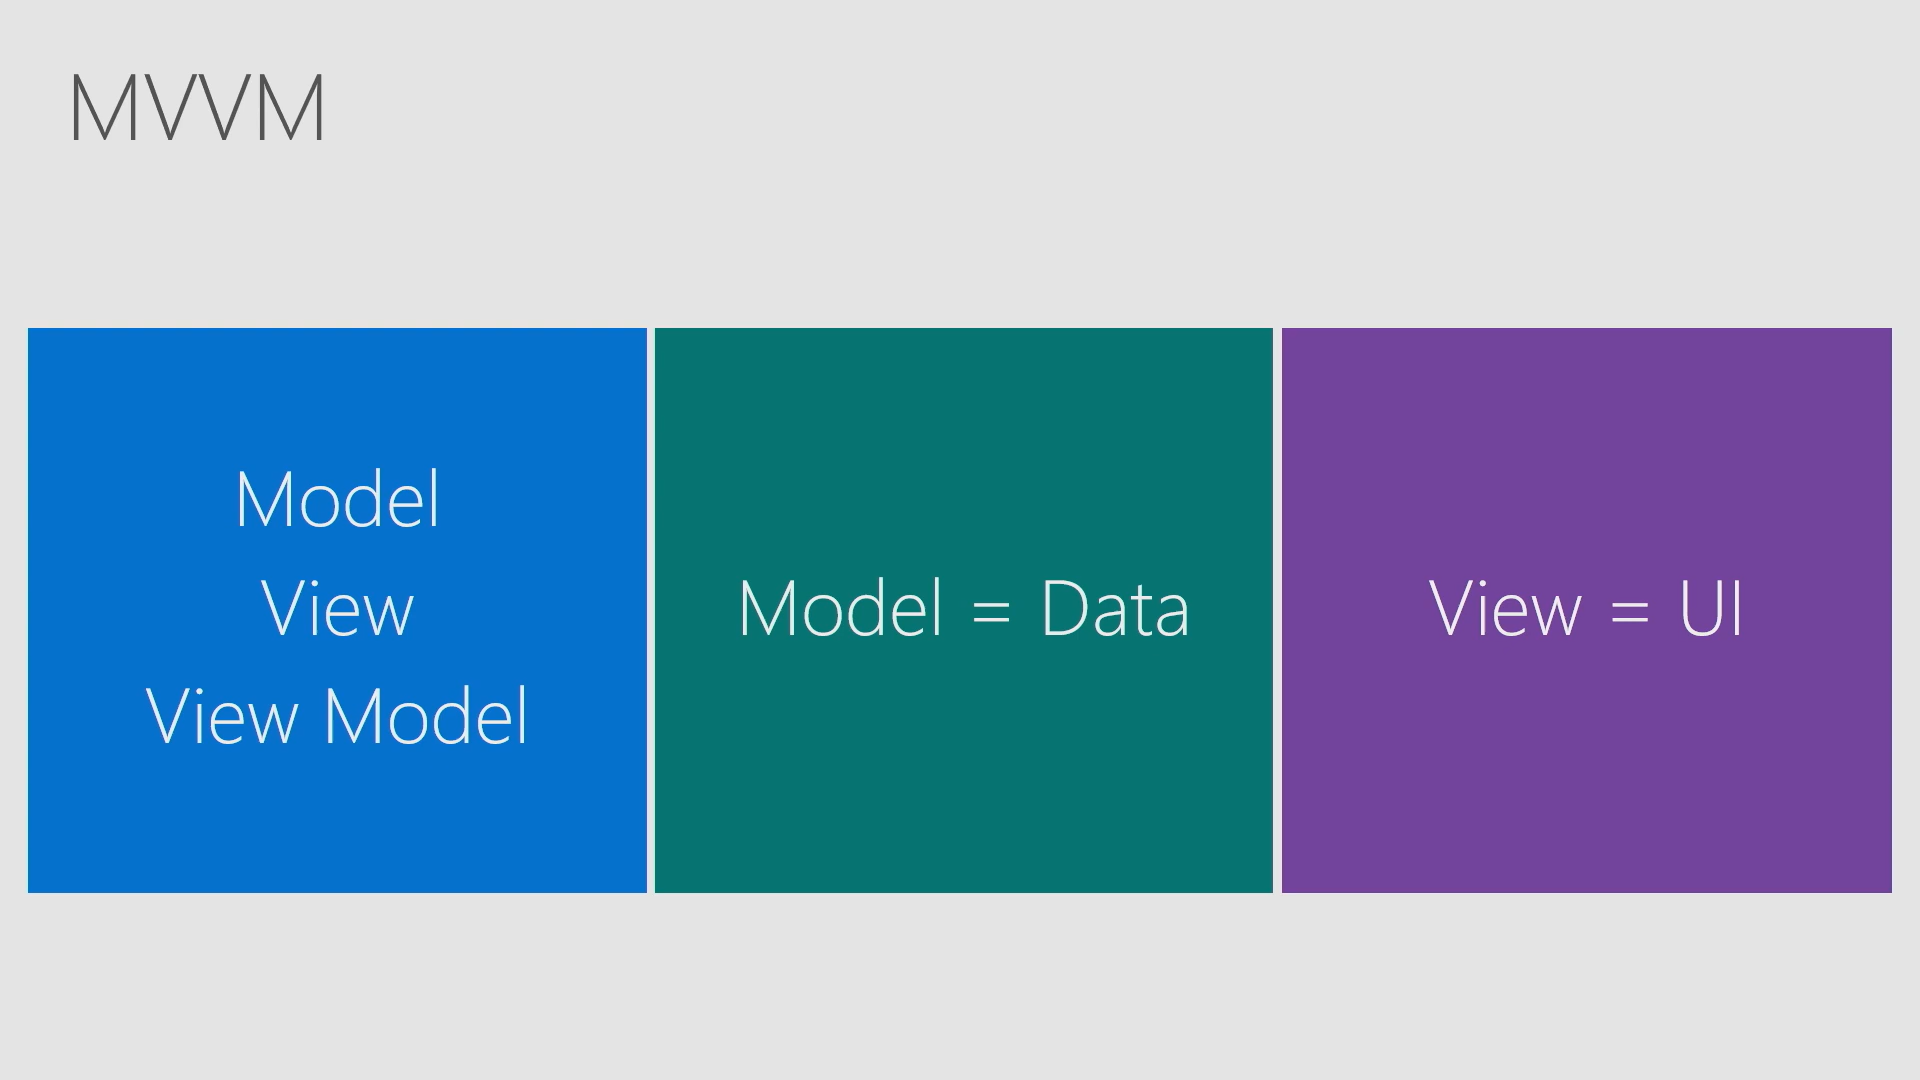 MVVM
Model
View
View Model
Model = Data
View = UI